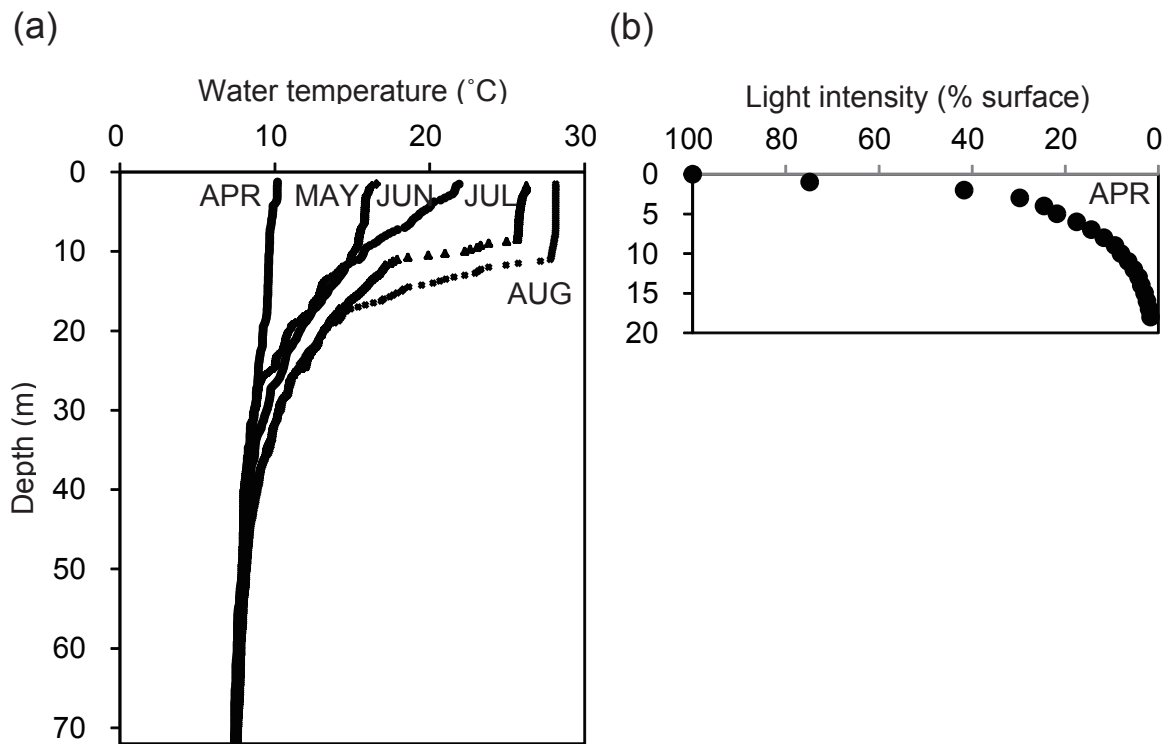 (a)
Water temperature (˚C)
0 10 20 30
0
10
20
30
40
50
60
70
Depth (m)
APR MAY JUN JUL
AUG
(b)
Light intensity (% surface)
100 80 60 40 20 0
0
5
10
15
20
APR